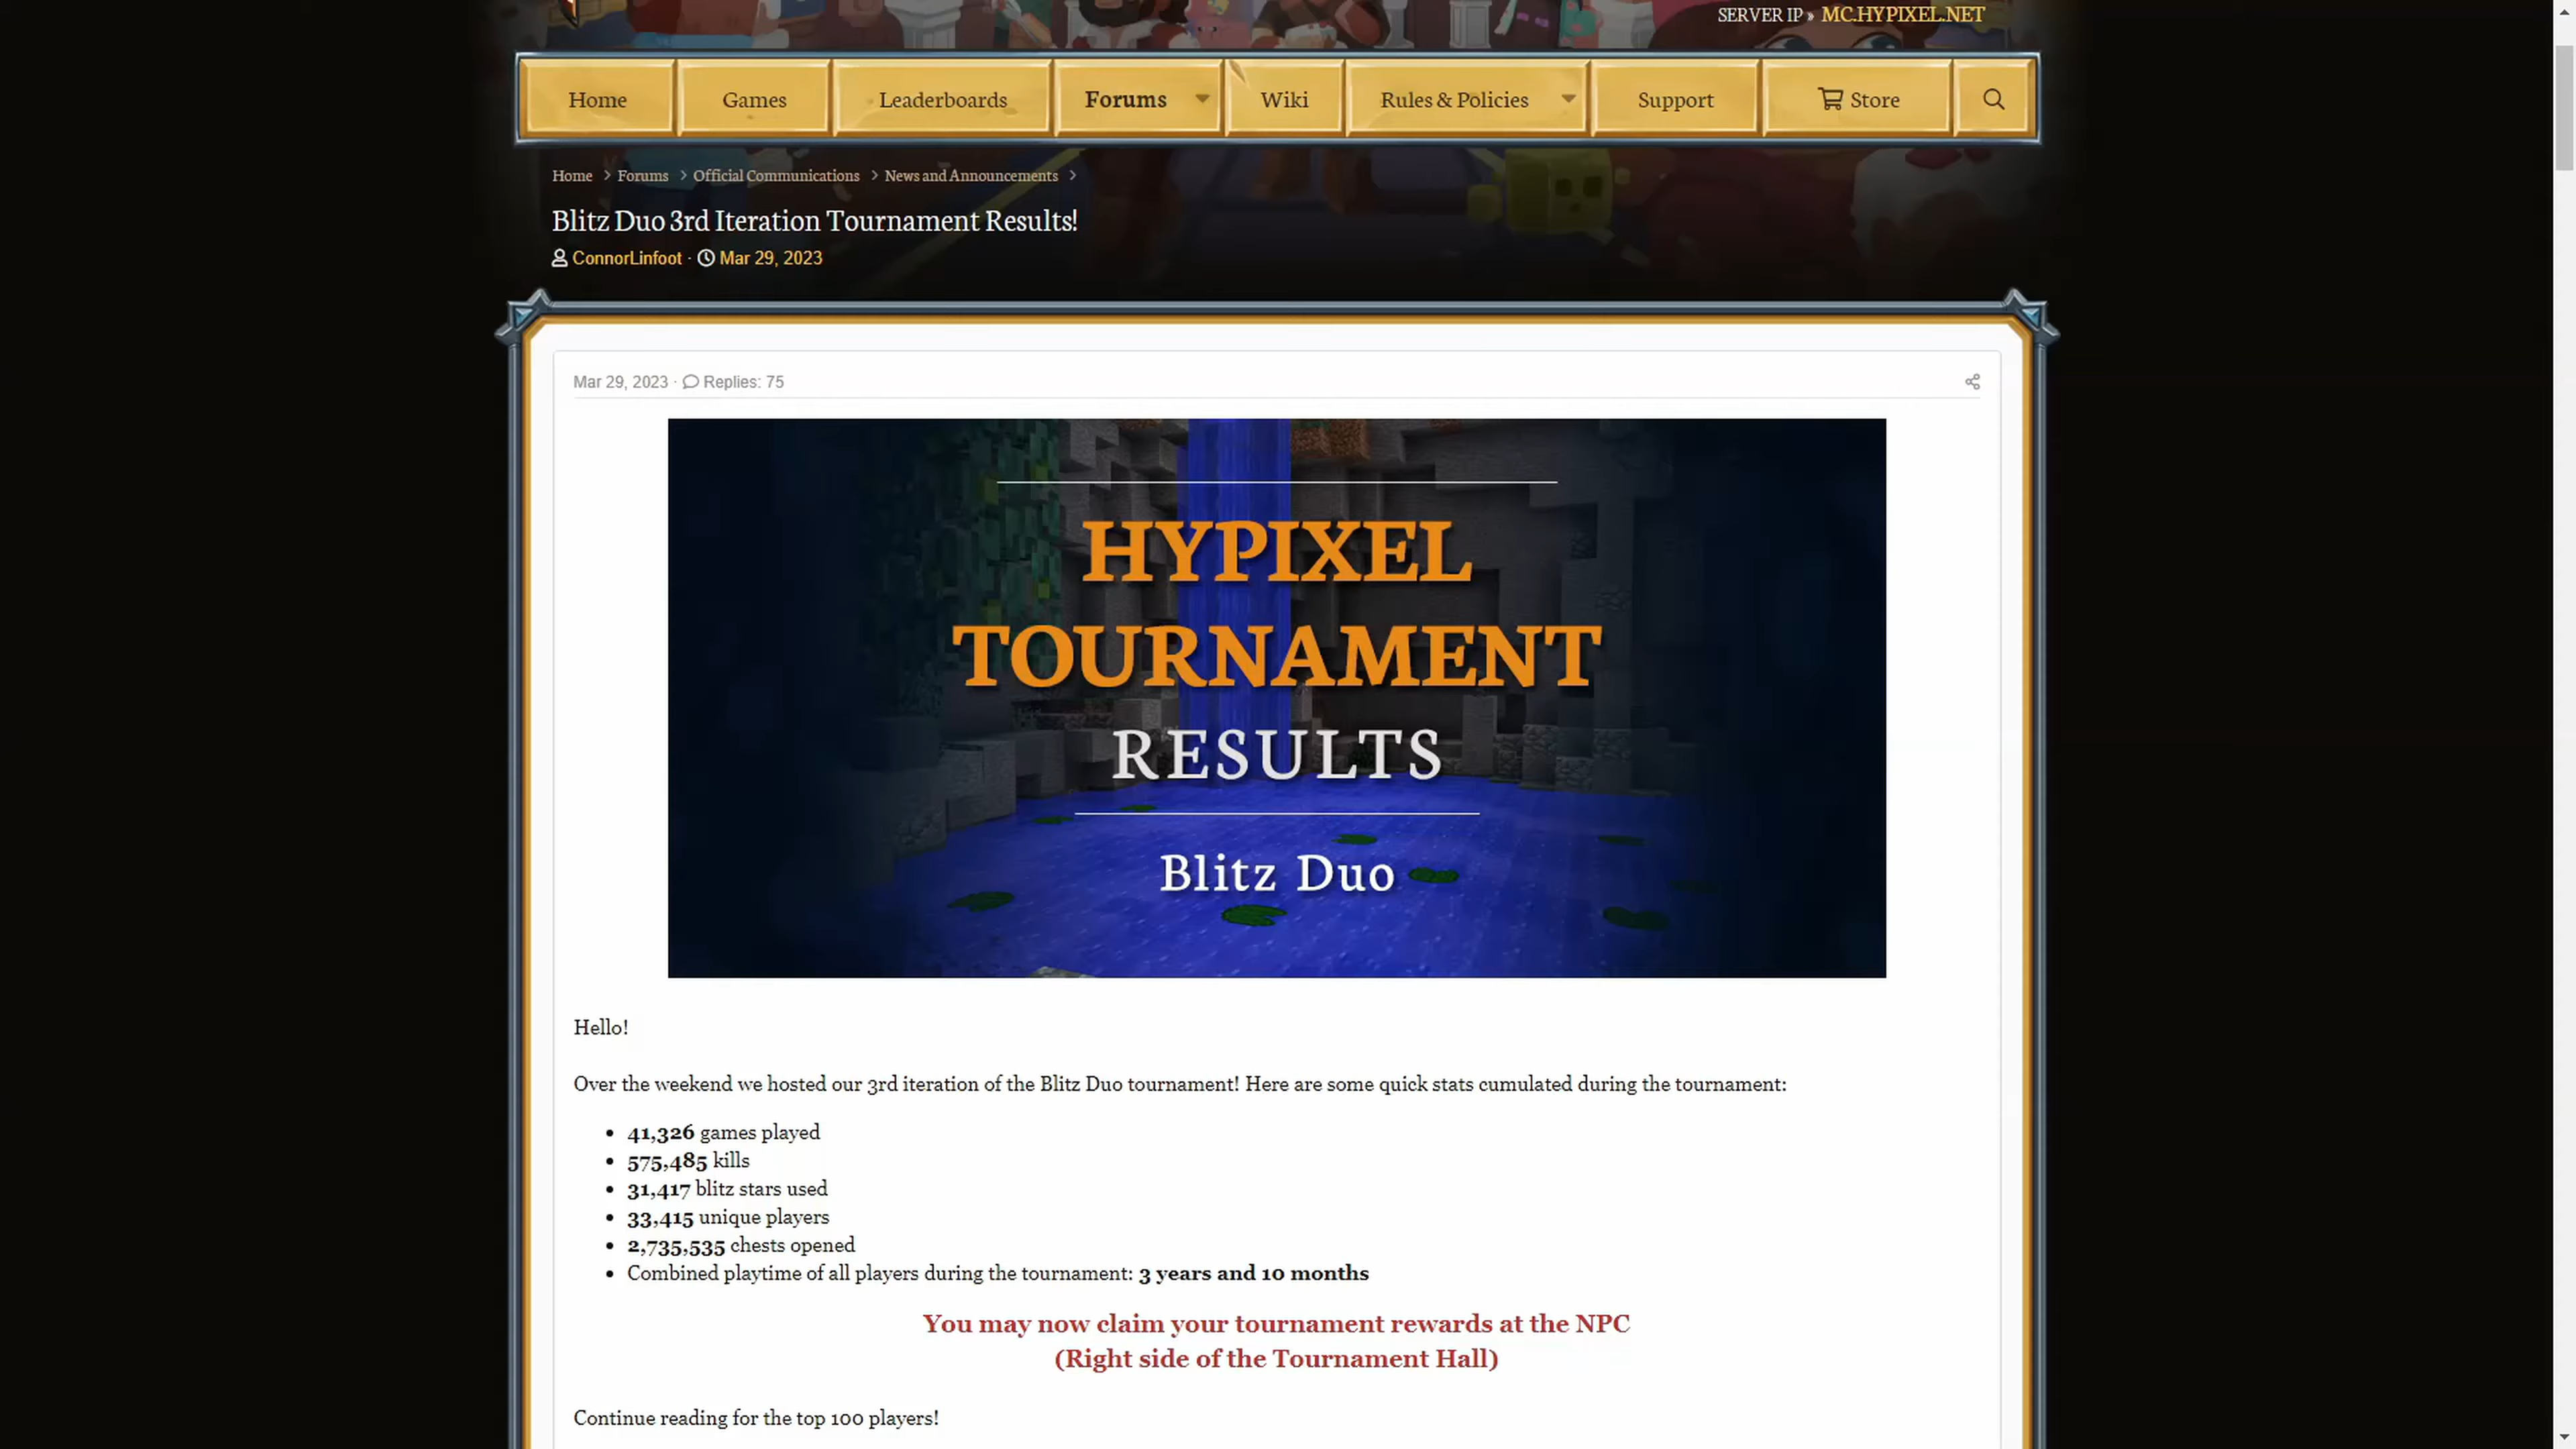 SERVER IP » MC.HYPIXEL.NET
Home Games Leaderboards Forums Wiki Rules & Policies Support Store
Home > Forums > Official Communications > News and Announcements >
Blitz Duo 3rd Iteration Tournament Results!
ConnorLinfoot · Mar 29, 2023
Mar 29, 2023 · Replies: 75
HYPIXEL
TOURNAMENT
RESULTS
Blitz Duo
Hello!
Over the weekend we hosted our 3rd iteration of the Blitz Duo tournament! Here are some quick stats cumulated during the tournament:
• 41,326 games played
• 575,485 kills
• 31,417 blitz stars used
• 33,415 unique players
• 2,735,535 chests opened
• Combined playtime of all players during the tournament: 3 years and 10 months
You may now claim your tournament rewards at the NPC
(Right side of the Tournament Hall)
Continue reading for the top 100 players!